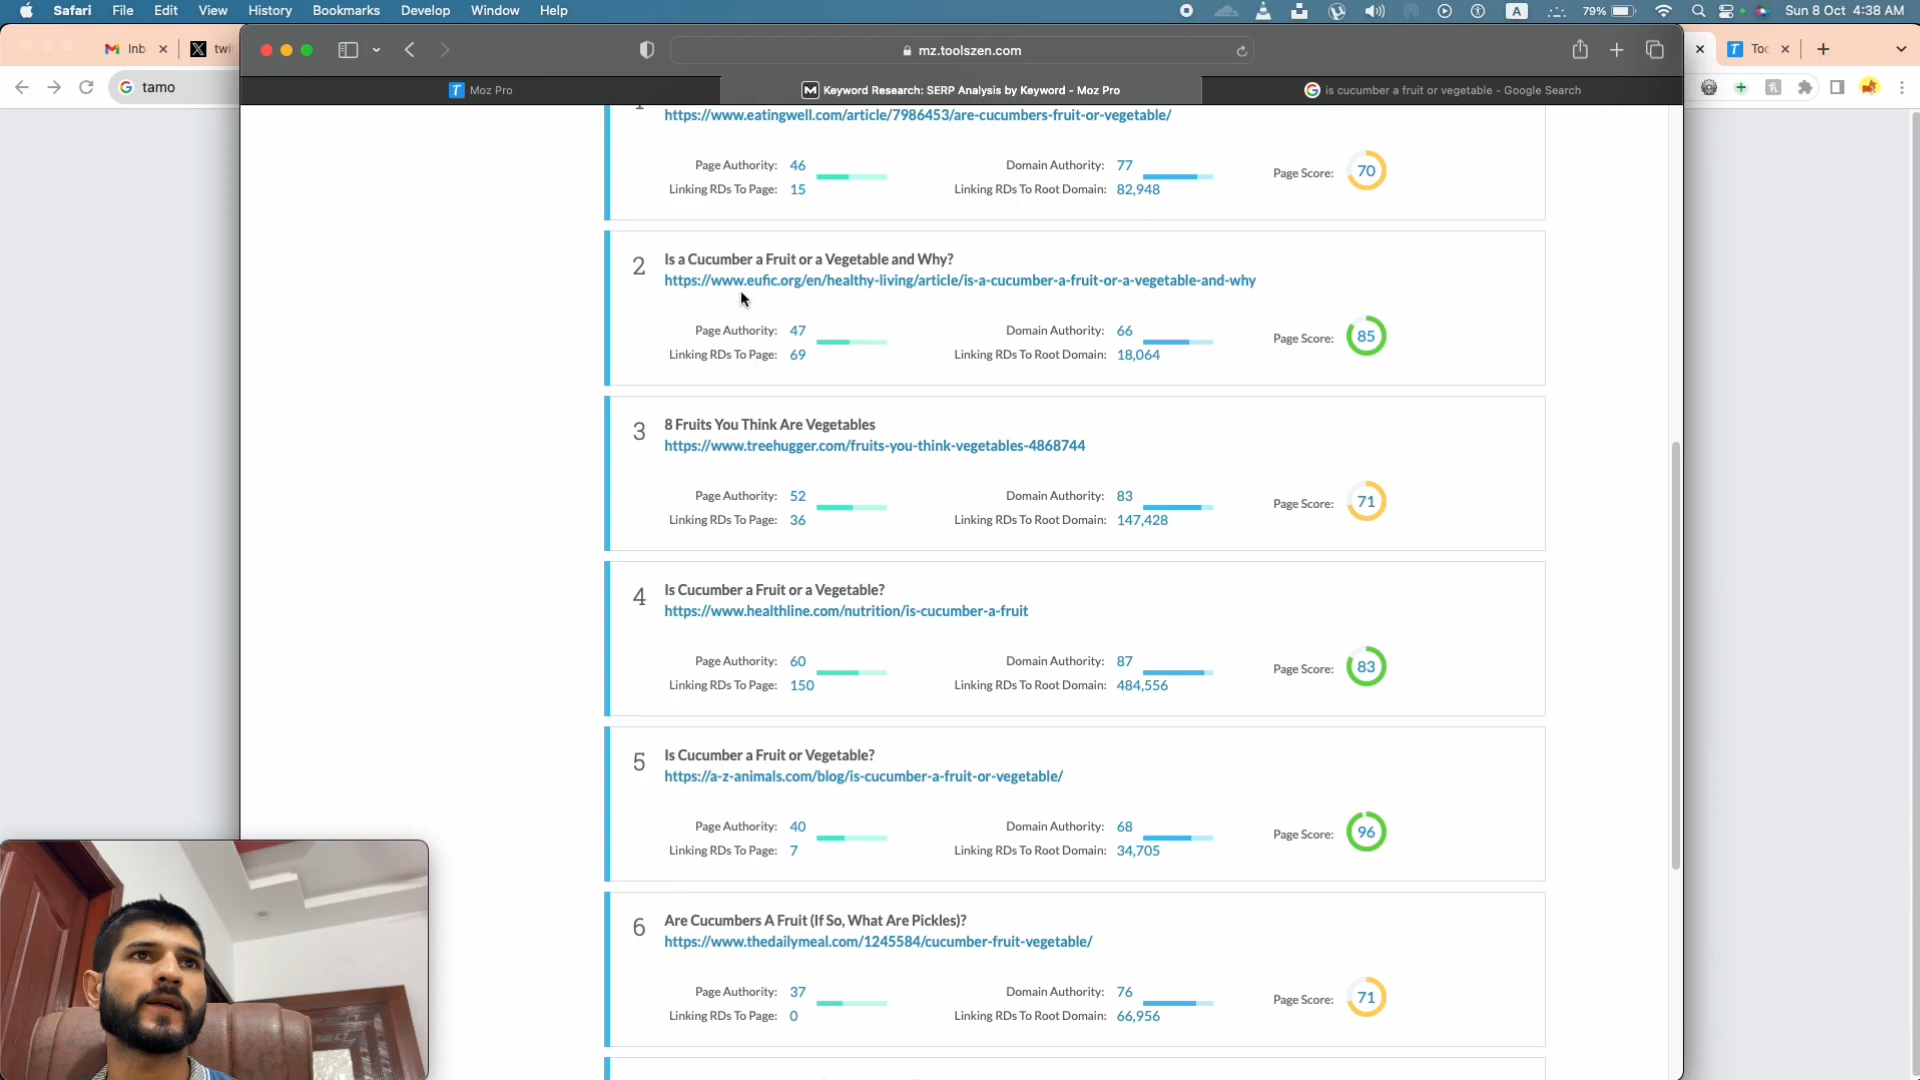 Safari File Edit View History Bookmarks Develop Window Help A 79% Sun 8 Oct 4:38 AM
Inb twi mz.toolszen.com Toc
tamo Moz Pro Keyword Research: SERP Analysis by Keyword - Moz Pro is cucumber a fruit or vegetable - Google Search
https://www.eatingwell.com/article/7986453/are-cucumbers-fruit-or-vegetable/
Page Authority: 46 Domain Authority: 77 Page Score: 70
Linking RDs To Page: 15 Linking RDs To Root Domain: 82,948
2 Is a Cucumber a Fruit or a Vegetable and Why?
https://www.eufic.org/en/healthy-living/article/is-a-cucumber-a-fruit-or-a-vegetable-and-why
Page Authority: 47 Domain Authority: 66 Page Score: 85
Linking RDs To Page: 69 Linking RDs To Root Domain: 18,064
3 8 Fruits You Think Are Vegetables
https://www.treehugger.com/fruits-you-think-vegetables-4868744
Page Authority: 52 Domain Authority: 83 Page Score: 71
Linking RDs To Page: 36 Linking RDs To Root Domain: 147,428
4 Is Cucumber a Fruit or a Vegetable?
https://www.healthline.com/nutrition/is-cucumber-a-fruit
Page Authority: 60 Domain Authority: 87 Page Score: 83
Linking RDs To Page: 150 Linking RDs To Root Domain: 484,556
5 Is Cucumber a Fruit or Vegetable?
https://a-z-animals.com/blog/is-cucumber-a-fruit-or-vegetable/
Page Authority: 40 Domain Authority: 68 Page Score: 96
Linking RDs To Page: 7 Linking RDs To Root Domain: 34,705
6 Are Cucumbers A Fruit (If So, What Are Pickles)?
https://www.thedailymeal.com/1245584/cucumber-fruit-vegetable/
Page Authority: 37 Domain Authority: 76 Page Score: 71
Linking RDs To Page: 0 Linking RDs To Root Domain: 66,956